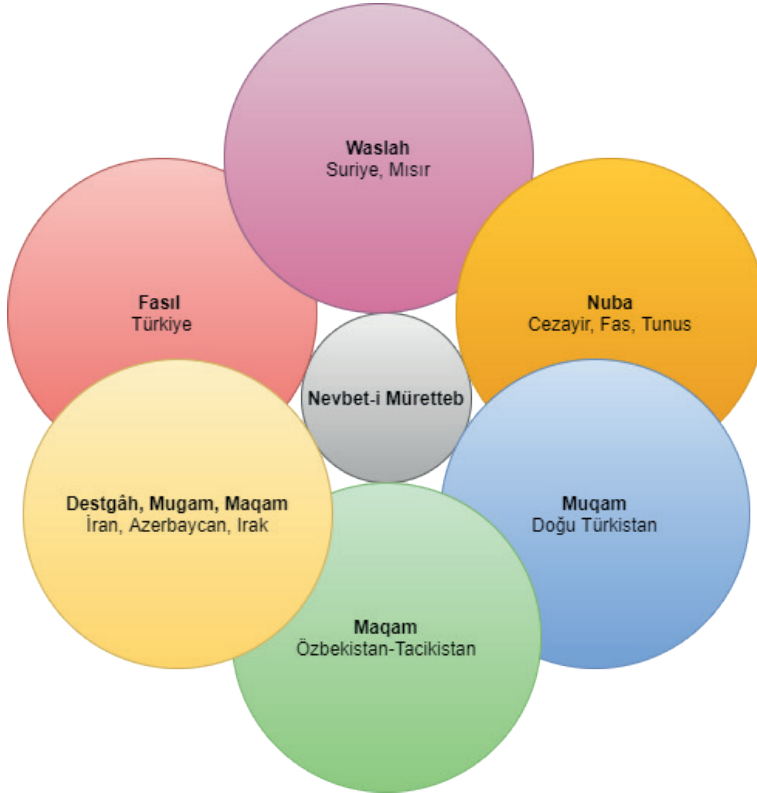 Waslah
Suriye, Mısır
Fasıl
Türkiye
Nuba
Cezayir, Fas, Tunus
Nevbet-i Müretteb
Destgâh, Mugam, Maqam
İran, Azerbaycan, Irak
Muqam
Doğu Türkistan
Maqam
Özbekistan-Tacikistan